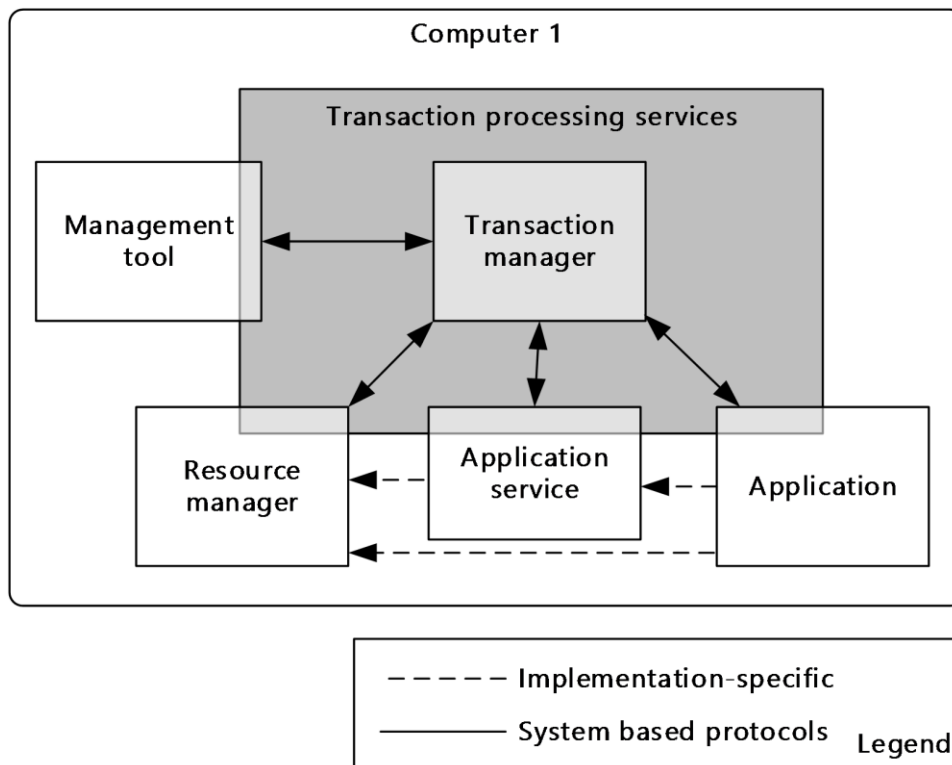 Computer 1
Transaction processing services
Management
tool
Transaction
manager
Resource
manager
Application
service
Application
Implementation-specific
System based protocols
Legend